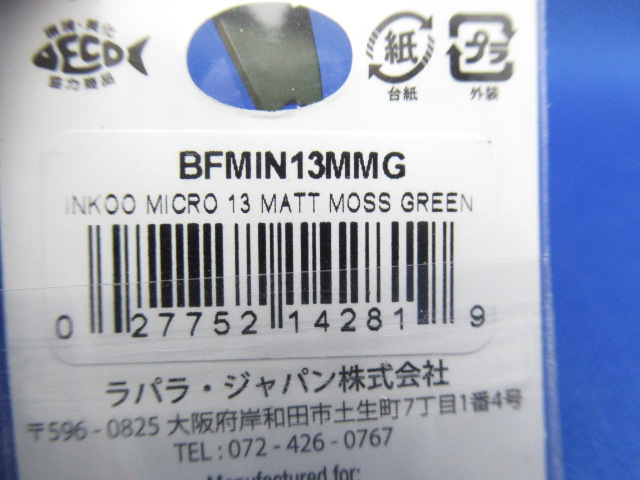 環境・美化
ECO
協力商品
紙
台紙
プラ
外装
BFMIN13MMG
INKOO MICRO 13 MATT MOSS GREEN
0 27752 14281 9
ラパラ・ジャパン株式会社
〒596-0825 大阪府岸和田市土生町7丁目1番4号
TEL : 072-426-0767
Manufactured for: